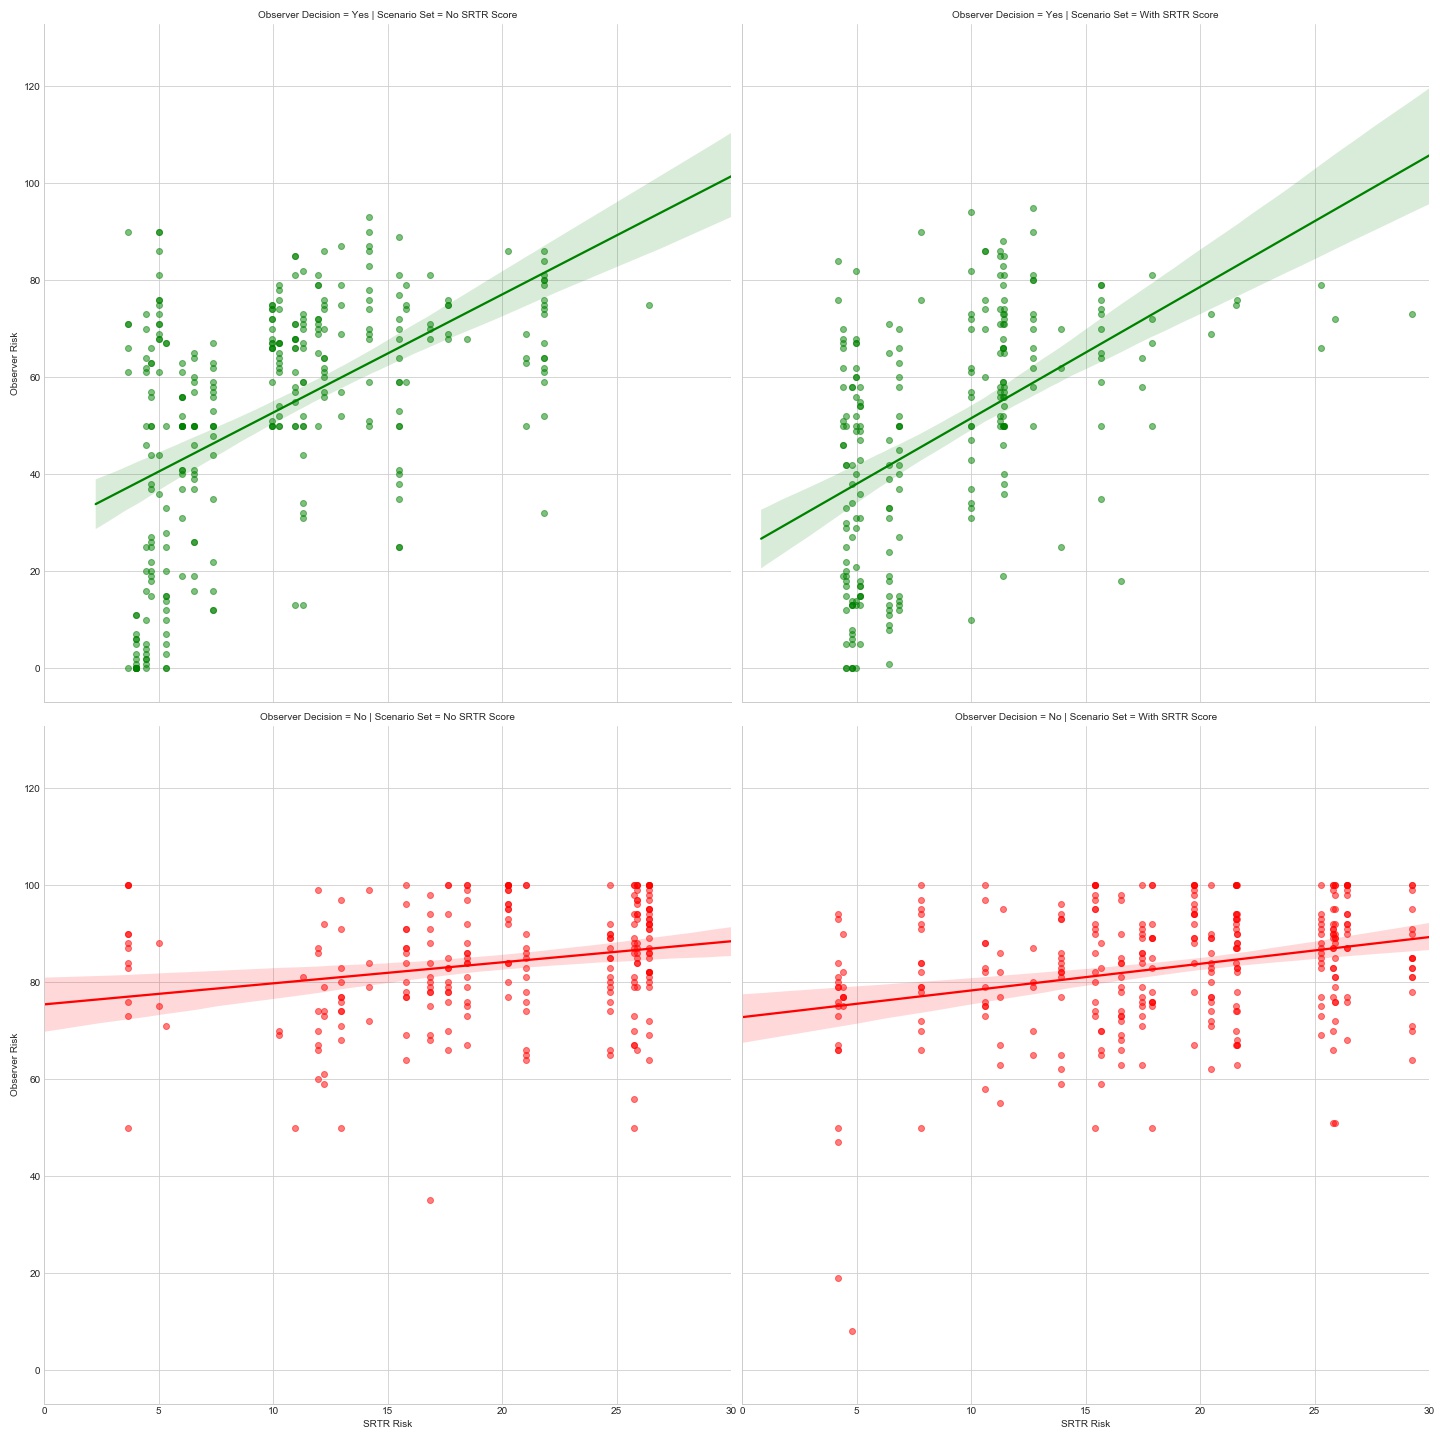 Observer Decision = Yes | Scenario Set = No SRTR Score
Observer Decision = Yes | Scenario Set = With SRTR Score
120
100
80
60
40
20
0
Observer Risk
Observer Decision = No | Scenario Set = No SRTR Score
Observer Decision = No | Scenario Set = With SRTR Score
120
100
80
60
40
20
0
Observer Risk
0 5 10 15 20 25 30
0 5 10 15 20 25 30
SRTR Risk
SRTR Risk